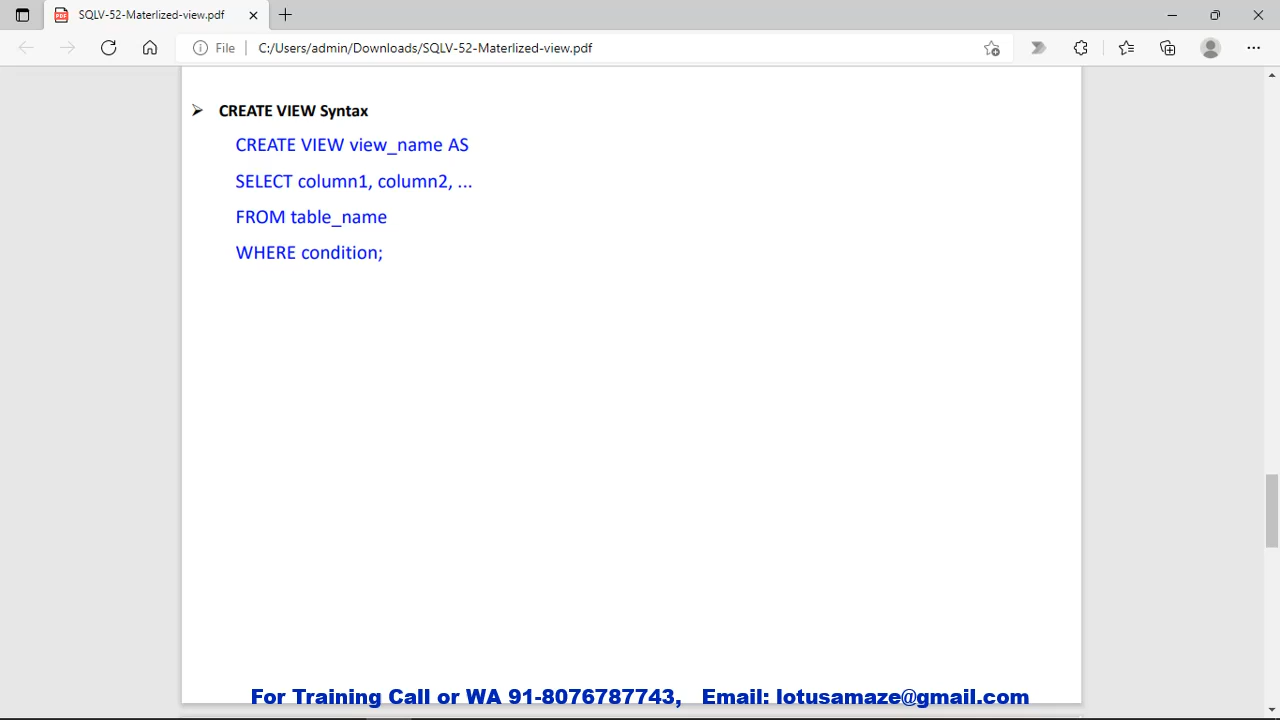 SQLV-52-Materlized-view.pdf
File
C:/Users/admin/Downloads/SQLV-52-Materlized-view.pdf
CREATE VIEW Syntax
CREATE VIEW view_name AS
SELECT column1, column2, ...
FROM table_name
WHERE condition;
For Training Call or WA 91-8076787743, Email: lotusamaze@gmail.com